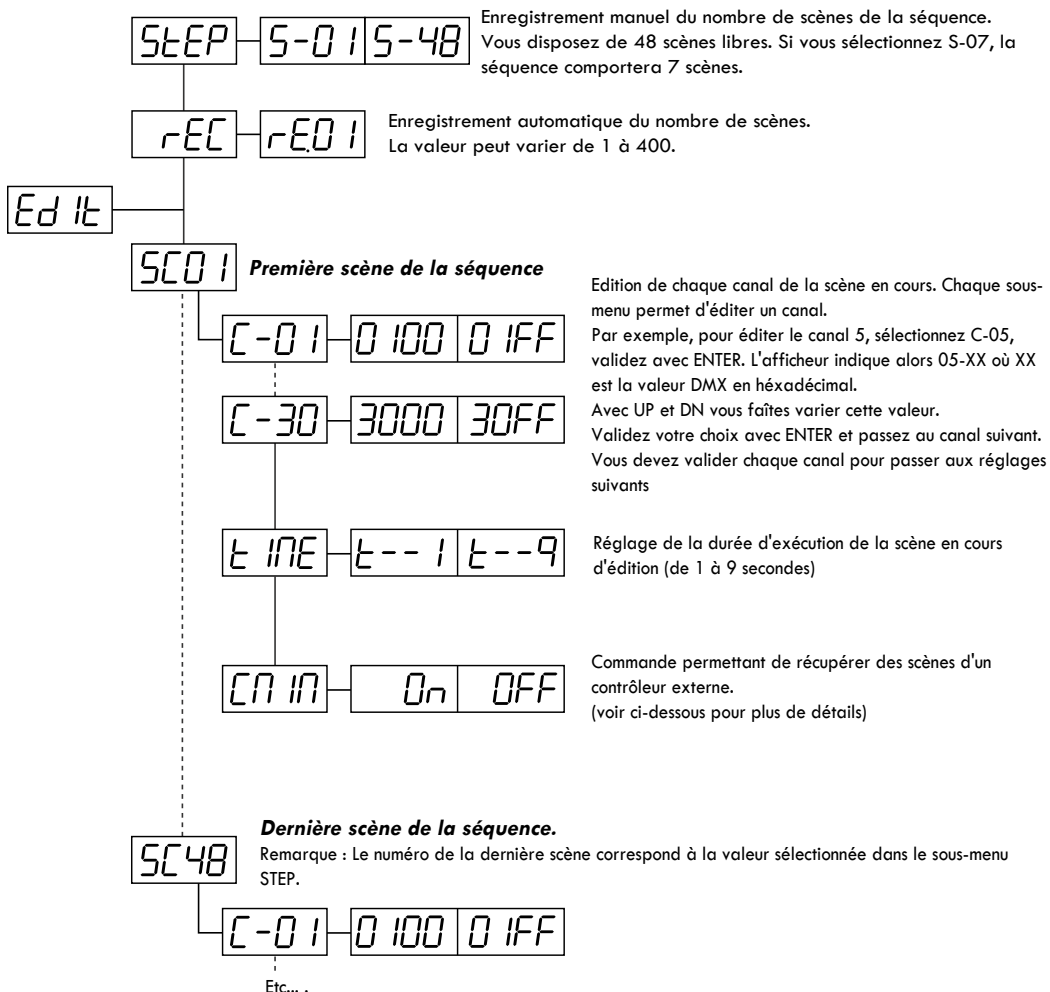 StEP S-01 S-48
Enregistrement manuel du nombre de scènes de la séquence.
Vous disposez de 48 scènes libres. Si vous sélectionnez S-07, la
séquence comportera 7 scènes.
rEC rE.01
Enregistrement automatique du nombre de scènes.
La valeur peut varier de 1 à 400.
EdIt
SC01 Première scène de la séquence
C-01 0100 01FF
Edition de chaque canal de la scène en cours. Chaque sous-
menu permet d'éditer un canal.
Par exemple, pour éditer le canal 5, sélectionnez C-05,
validez avec ENTER. L'afficheur indique alors 05-XX où XX
est la valeur DMX en héxadécimal.
C-30 3000 30FF
Avec UP et DN vous faîtes varier cette valeur.
Validez votre choix avec ENTER et passez au canal suivant.
Vous devez valider chaque canal pour passer aux réglages
suivants
tIME t--1 t--9
Réglage de la durée d'exécution de la scène en cours
d'édition (de 1 à 9 secondes)
CMIN On OFF
Commande permettant de récupérer des scènes d'un
contrôleur externe.
(voir ci-dessous pour plus de détails)
SC48
Dernière scène de la séquence.
Remarque : Le numéro de la dernière scène correspond à la valeur sélectionnée dans le sous-menu
STEP.
C-01 0100 01FF
Etc... .